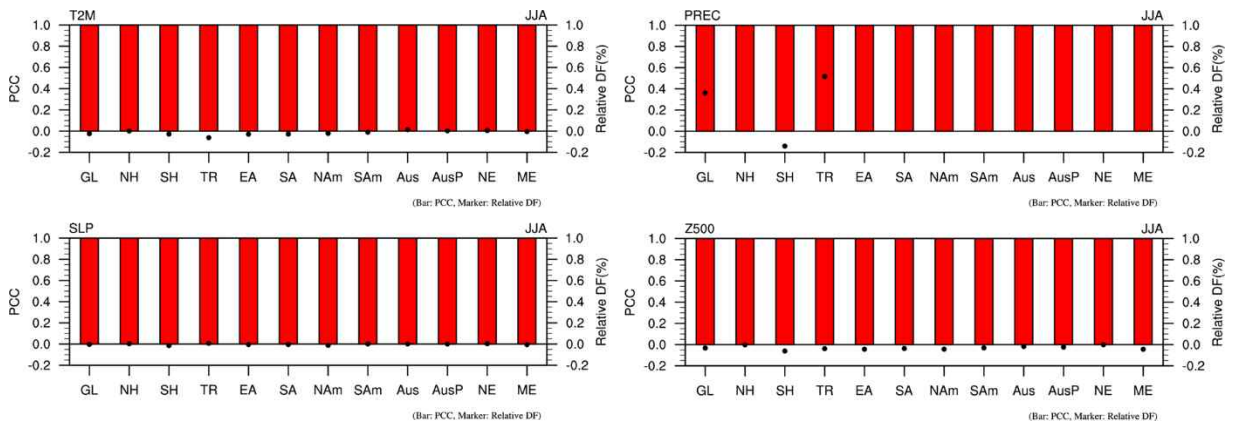 T2M JJA
1.0 1.0
0.8 0.8
0.6 0.6
0.4 0.4
0.2 0.2
0.0 0.0
-0.2 -0.2
PCC
Relative DF(%)
GL NH SH TR EA SA NAm SAm Aus AusP NE ME
(Bar: PCC, Marker: Relative DF)
PREC JJA
1.0 1.0
0.8 0.8
0.6 0.6
0.4 0.4
0.2 0.2
0.0 0.0
-0.2 -0.2
PCC
Relative DF(%)
GL NH SH TR EA SA NAm SAm Aus AusP NE ME
(Bar: PCC, Marker: Relative DF)
SLP JJA
1.0 1.0
0.8 0.8
0.6 0.6
0.4 0.4
0.2 0.2
0.0 0.0
-0.2 -0.2
PCC
Relative DF(%)
GL NH SH TR EA SA NAm SAm Aus AusP NE ME
(Bar: PCC, Marker: Relative DF)
Z500 JJA
1.0 1.0
0.8 0.8
0.6 0.6
0.4 0.4
0.2 0.2
0.0 0.0
-0.2 -0.2
PCC
Relative DF(%)
GL NH SH TR EA SA NAm SAm Aus AusP NE ME
(Bar: PCC, Marker: Relative DF)